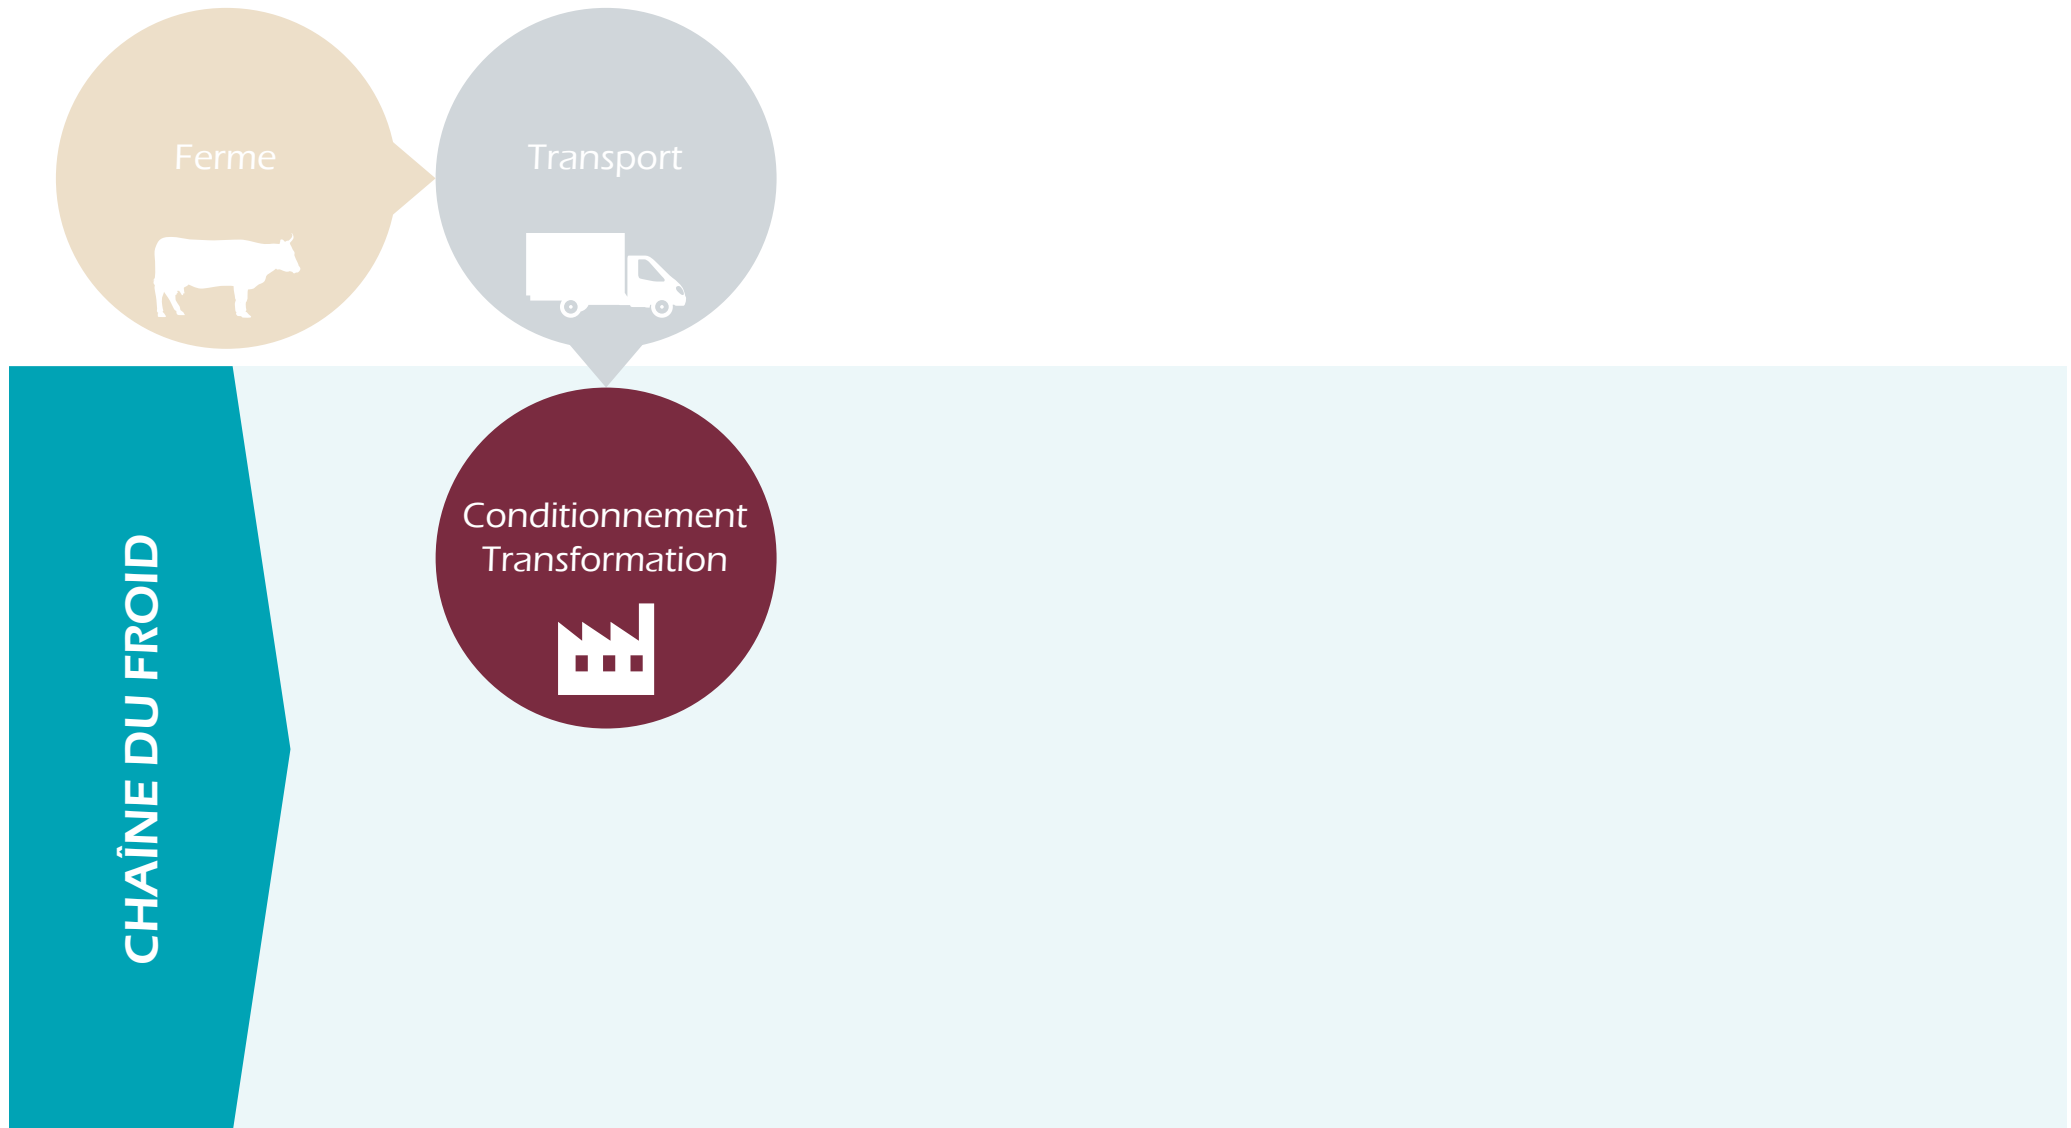 Ferme
Transport
Conditionnement
Transformation
CHAÎNE DU FROID